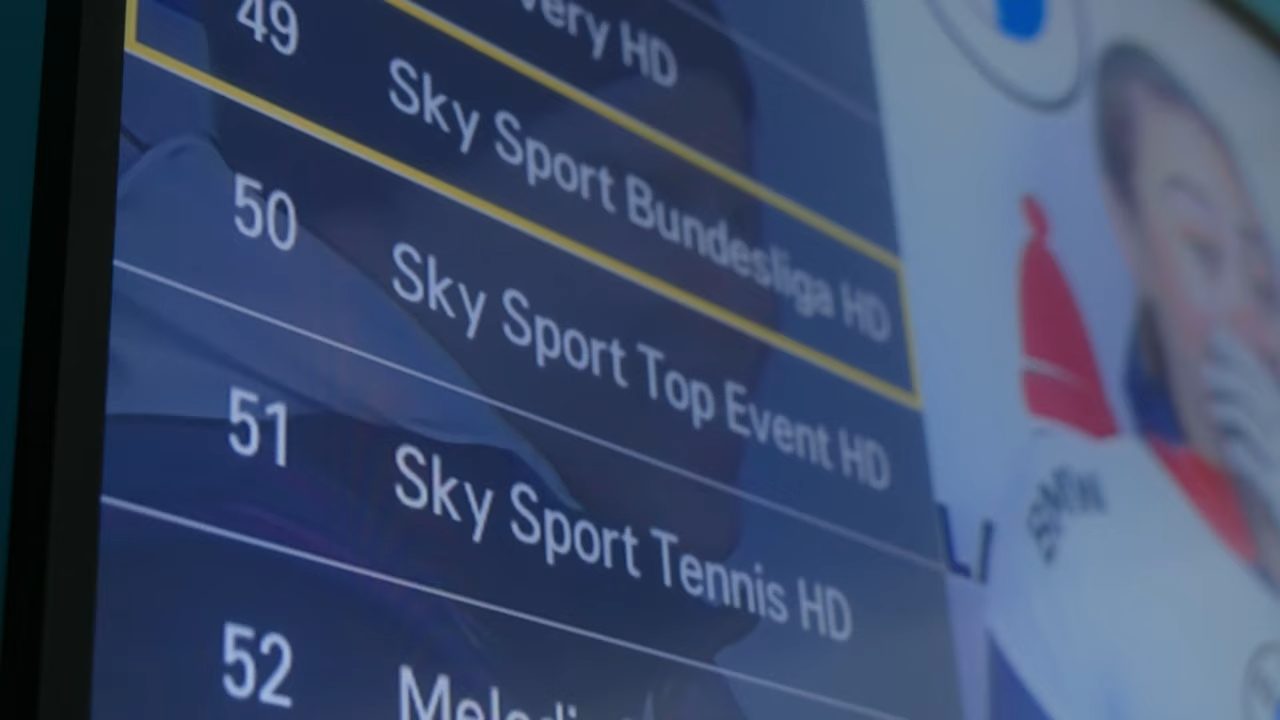 very HD
49 Sky Sport Bundesliga HD
50 Sky Sport Top Event HD
51 Sky Sport Tennis HD
52
BMW